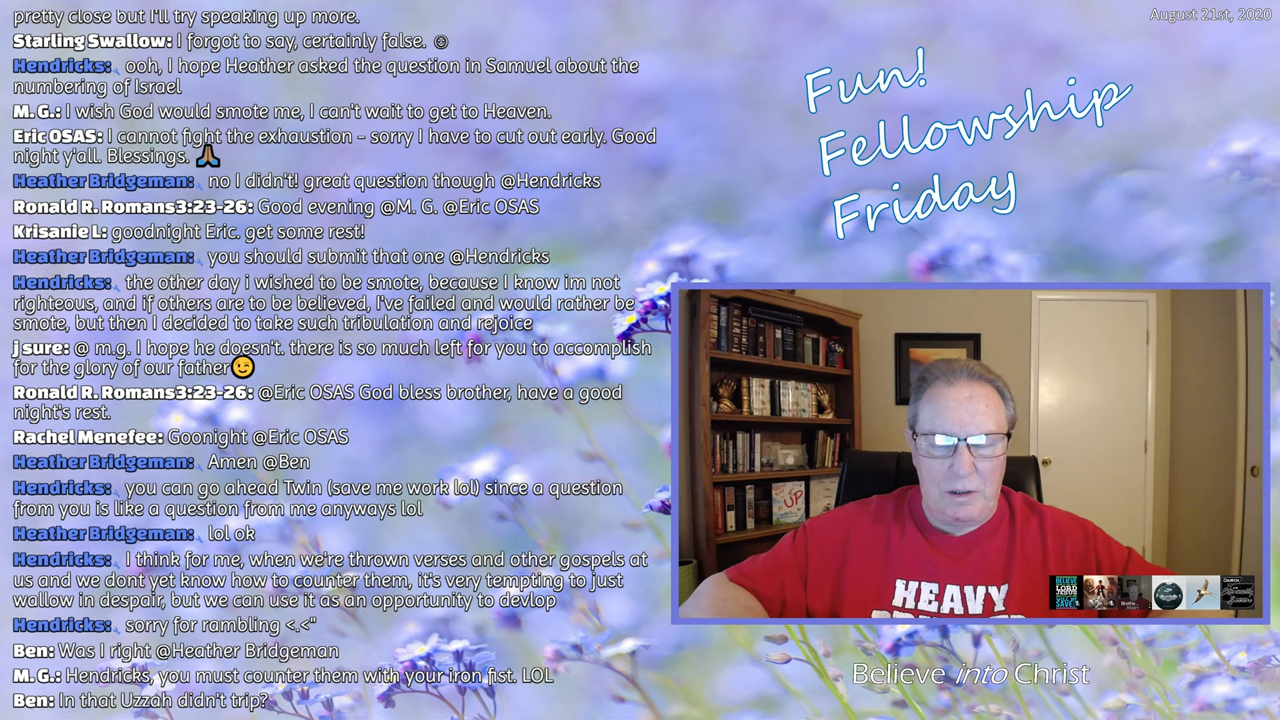 pretty close but I'll try speaking up more.
Starling Swallow: I forgot to say, certainly false. ☺
Hendricks: ooh, I hope Heather asked the question in Samuel about the
numbering of Israel
M. G.: I wish God would smote me, I can't wait to get to Heaven.
Eric OSAS: I cannot fight the exhaustion - sorry I have to cut out early. Good
night y'all. Blessings. 🙏🏽
Heather Bridgeman: no I didn't! great question though @Hendricks
Ronald R. Romans3:23-26: Good evening @M. G. @Eric OSAS
Krisanie L: goodnight Eric. get some rest!
Heather Bridgeman: you should submit that one @Hendricks
Hendricks: the other day i wished to be smote, because I know im not
righteous, and if others are to be believed, I've failed and would rather be
smote, but then I decided to take such tribulation and rejoice
J sure: @ m.g. I hope he doesn't. there is so much left for you to accomplish
for the glory of our father😉
Ronald R. Romans3:23-26: @Eric OSAS God bless brother, have a good
night's rest.
Rachel Menefee: Goonight @Eric OSAS
Heather Bridgeman: Amen @Ben
Hendricks: you can go ahead Twin (save me work lol) since a question
from you is like a question from me anyways lol
Heather Bridgeman: lol ok
Hendricks: I think for me, when we're thrown verses and other gospels at
us and we dont yet know how to counter them, it's very tempting to just
wallow in despair, but we can use it as an opportunity to devlop
Hendricks: sorry for rambling <.<"
Ben: Was I right @Heather Bridgeman
M. G.: Hendricks, you must counter them with your iron fist. LOL
Ben: In that Uzzah didn't trip?
August 21st, 2020
Fun!
Fellowship
Friday
UP
HEAVY
BELIEVE
LORD
SAVE
CHURCH
Believe into Christ